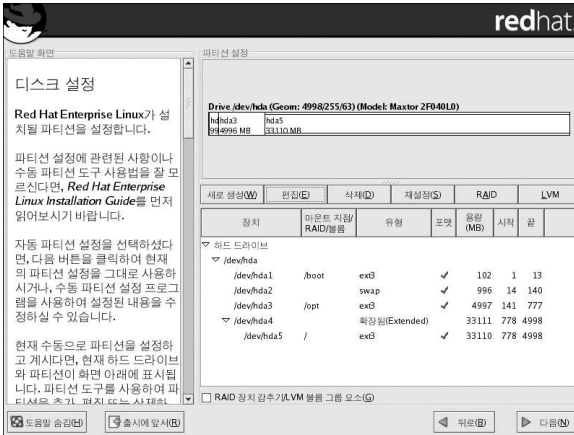 redhat.
도움말 화면
디스크 설정
Red Hat Enterprise Linux가 설
치될 파티션을 설정합니다.
파티션 설정에 관련된 사항이나
수동 파티션 도구 사용법을 잘 모
르신다면, Red Hat Enterprise
Linux Installation Guide를 먼저
읽어보시기 바랍니다.
자동 파티션 설정을 선택하셨다
면, 다음 버튼을 클릭하여 현재
의 파티션 설정을 그대로 사용하
시거나, 수동 파티션 설정 프로그
램을 사용하여 설정된 내용을 수
정하실 수 있습니다.
현재 수동으로 파티션을 설정하
고 계시다면, 현재 하드 드라이브
와 파티션이 화면 아래에 표시됩
니다. 파티션 도구를 사용하여 파
티션을 추가, 편집 또는 삭제하
파티션 설정
Drive /dev/hda (Geom: 4998/255/63) (Model: Maxtor 2F040L0)
hd hda3 hda5
99 4996 MB 33110 MB
새로 생성(W) 편집(E) 삭제(D) 재설정(S) RAID LVM
장치 마운트 지점/ RAID/볼륨 유형 포맷 용량 (MB) 시작 끝
하드 드라이브
/dev/hda
/dev/hda1 /boot ext3 ✓ 102 1 13
/dev/hda2 swap ✓ 996 14 140
/dev/hda3 /opt ext3 ✓ 4997 141 777
/dev/hda4 확장됨(Extended) 33111 778 4998
/dev/hda5 / ext3 ✓ 33110 778 4998
RAID 장치 감추기/LVM 볼륨 그룹 요소(G)
도움말 숨김(H) 출시에 앞서(R) 뒤로(B) 다음(N)